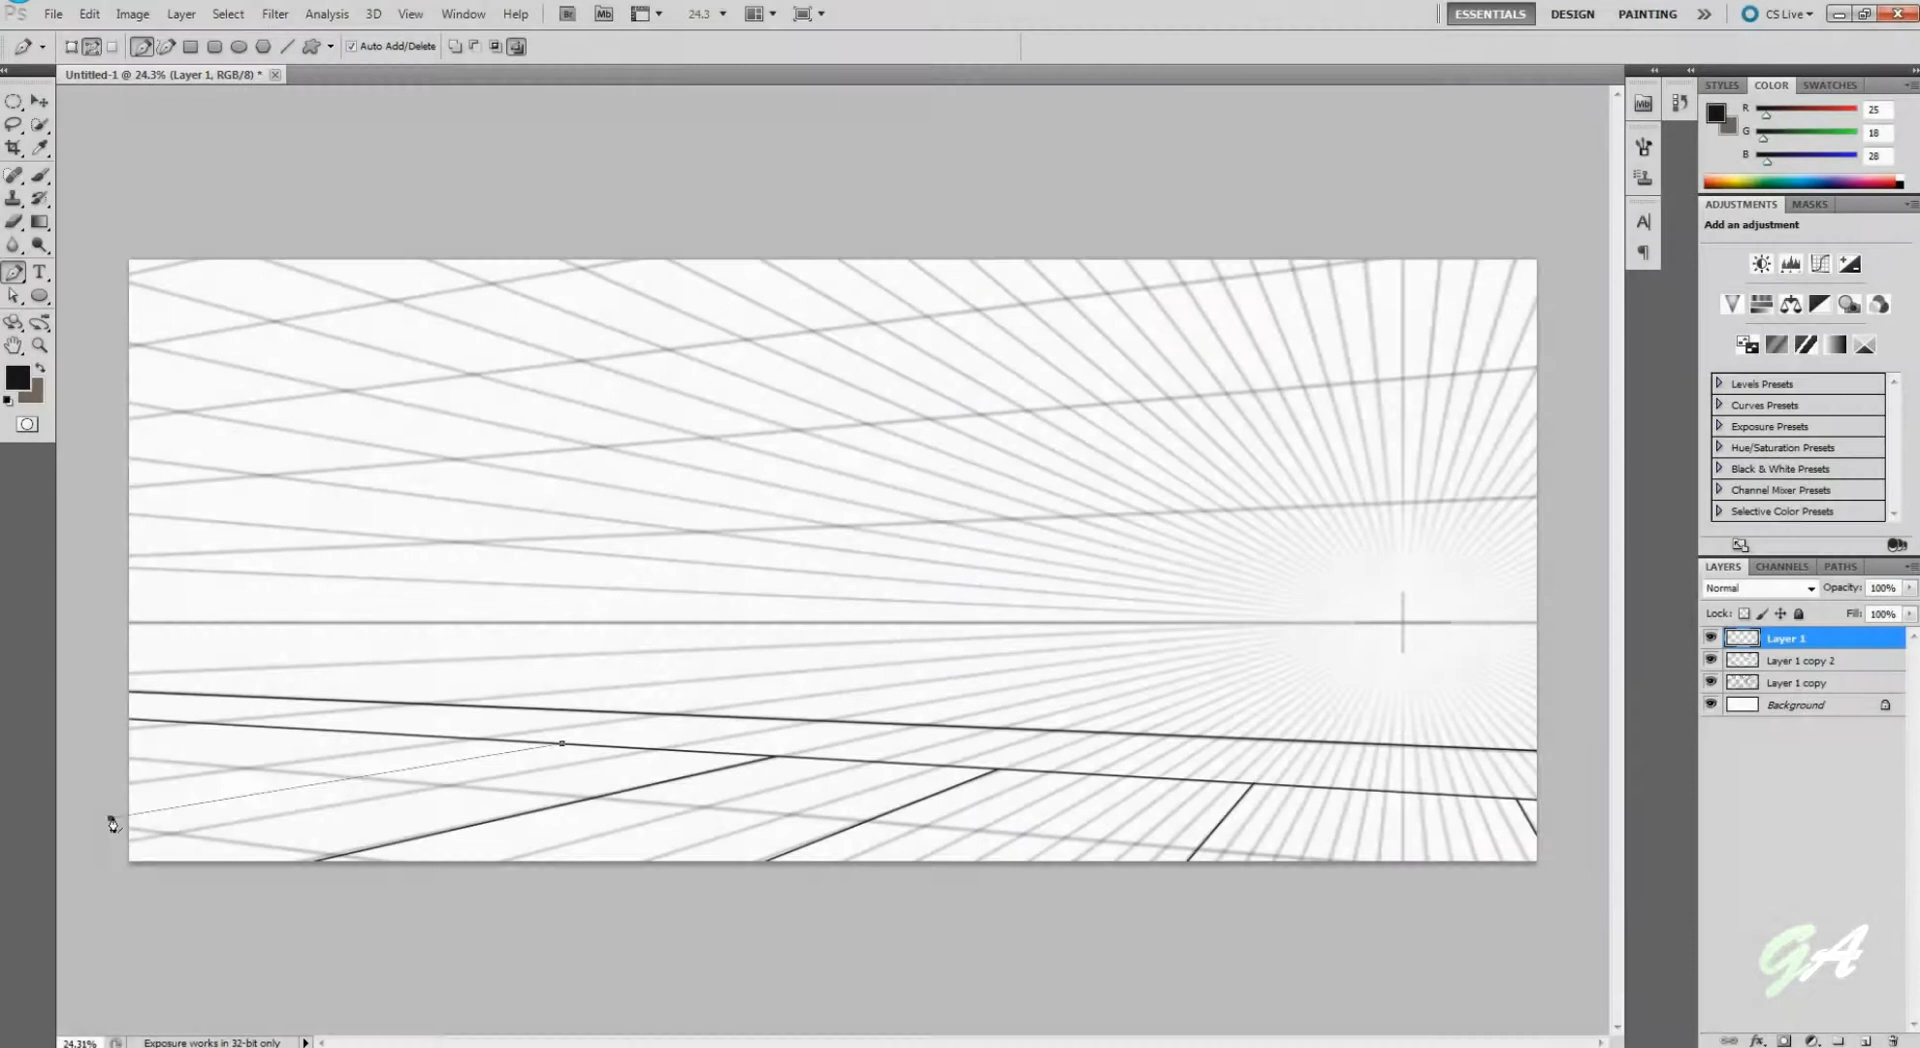 Ps File Edit Image Layer Select Filter Analysis 3D View Window Help Br Mb 24.3 ESSENTIALS DESIGN PAINTING CS Live
Auto Add/Delete
Untitled-1 @ 24.3% (Layer 1, RGB/8) *
STYLES COLOR SWATCHES
Mb
R 25
G 18
B 28
ADJUSTMENTS MASKS
Add an adjustment
A
T
Levels Presets
Curves Presets
Exposure Presets
Hue/Saturation Presets
Black & White Presets
Channel Mixer Presets
Selective Color Presets
LAYERS CHANNELS PATHS
Normal Opacity: 100%
Lock: Fill: 100%
Layer 1
Layer 1 copy 2
Layer 1 copy
Background
GA
24.31% Exposure works in 32-bit only
fx